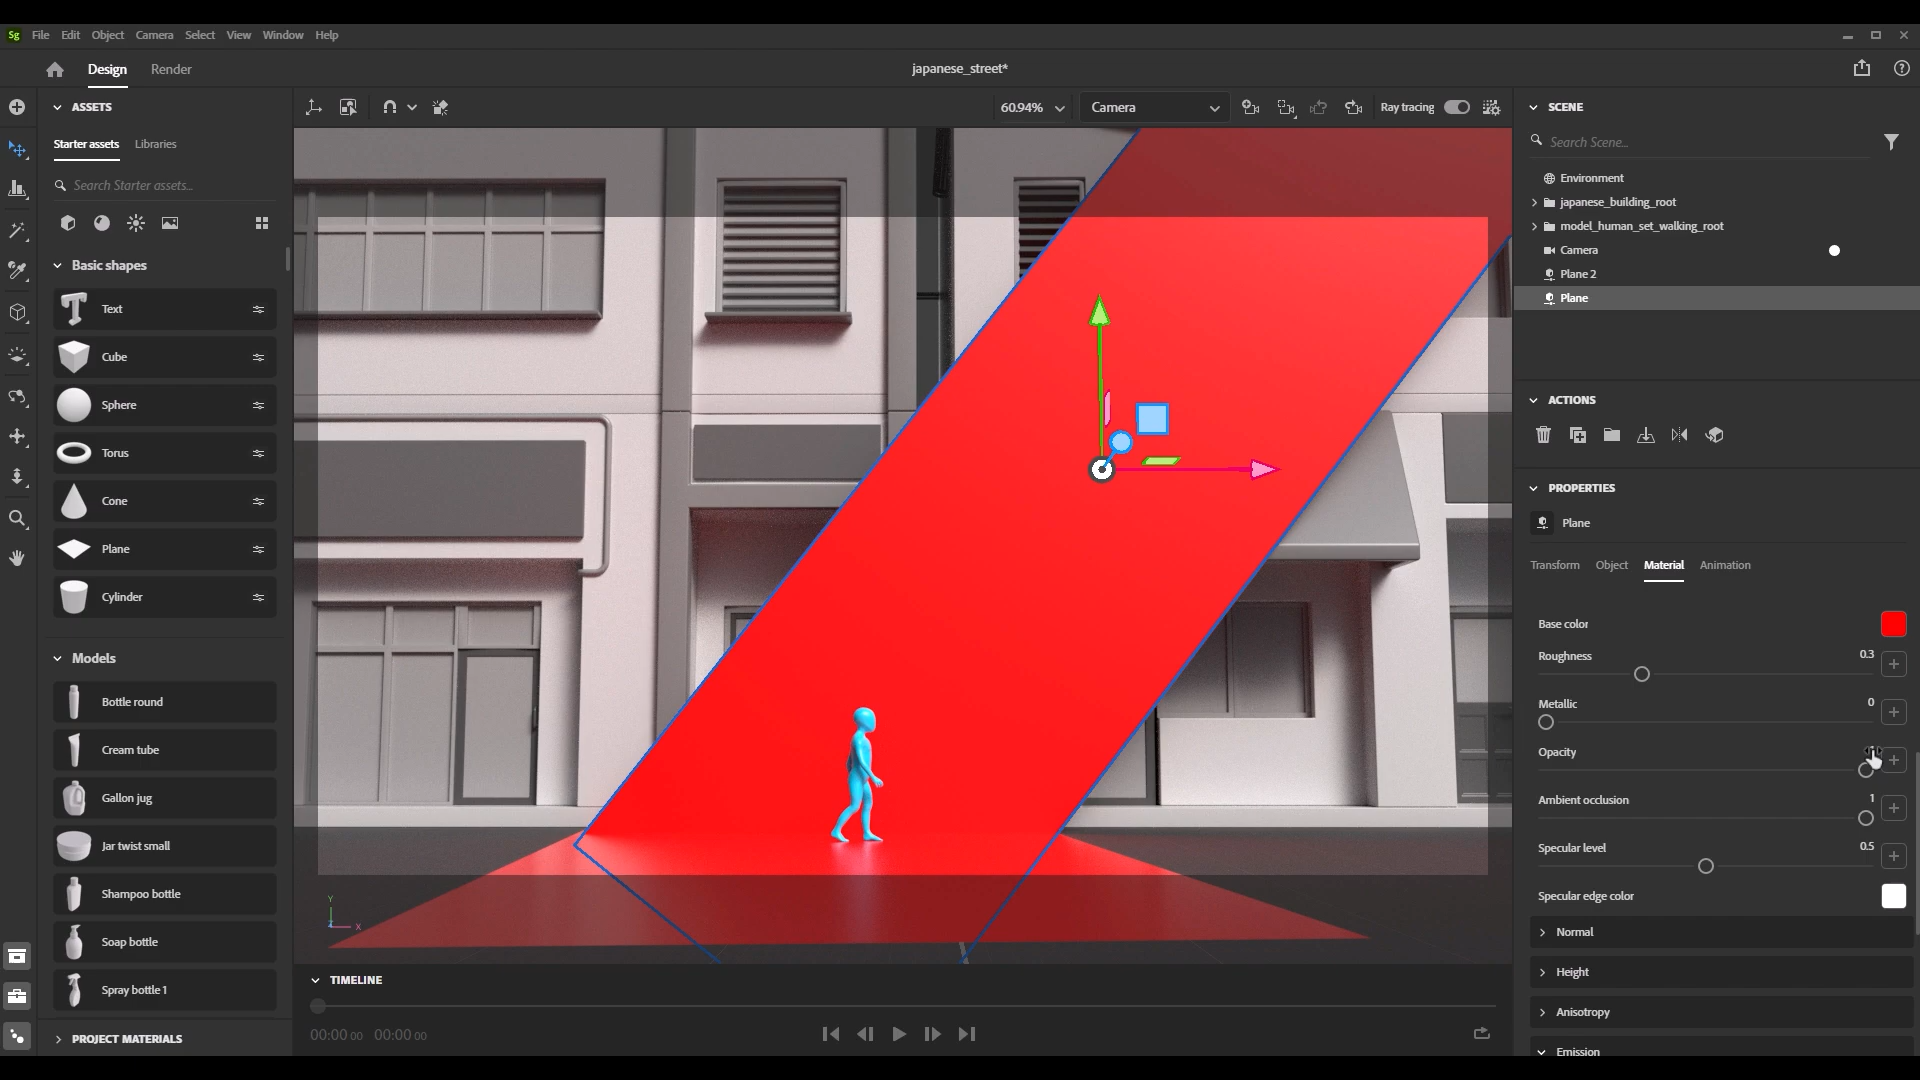 Sg File Edit Object Camera Select View Window Help
Design Render japanese_street*
ASSETS
Starter assets Libraries
Search Starter assets...
Basic shapes
Text
Cube
Sphere
Torus
Cone
Plane
Cylinder
Models
Bottle round
Cream tube
Gallon jug
Jar twist small
Shampoo bottle
Soap bottle
Spray bottle 1
PROJECT MATERIALS
60.94% Camera Ray tracing
Y
Z X
TIMELINE
00:00 00 00:00 00
SCENE
Search Scene...
Environment
japanese_building_root
model_human_set_walking_root
Camera
Plane 2
Plane
ACTIONS
PROPERTIES
Plane
Transform Object Material Animation
Base color
Roughness 0.3
Metallic 0
Opacity
Ambient occlusion 1
Specular level 0.5
Specular edge color
Normal
Height
Anisotropy
Emission